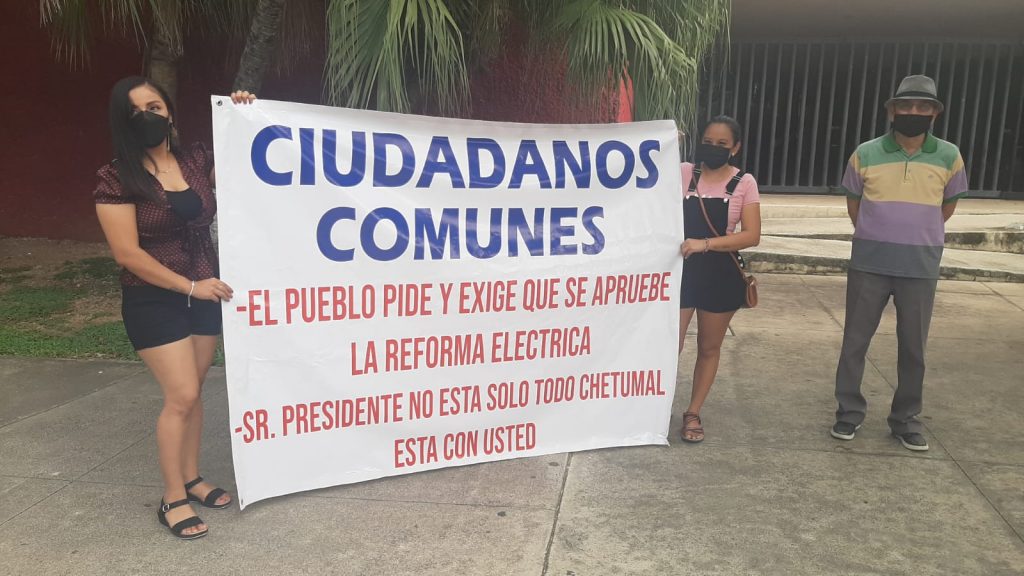 CIUDADANOS
COMUNES
-EL PUEBLO PIDE Y EXIGE QUE SE APRUEBE
LA REFORMA ELECTRICA
-SR. PRESIDENTE NO ESTA SOLO TODO CHETUMAL
ESTA CON USTED